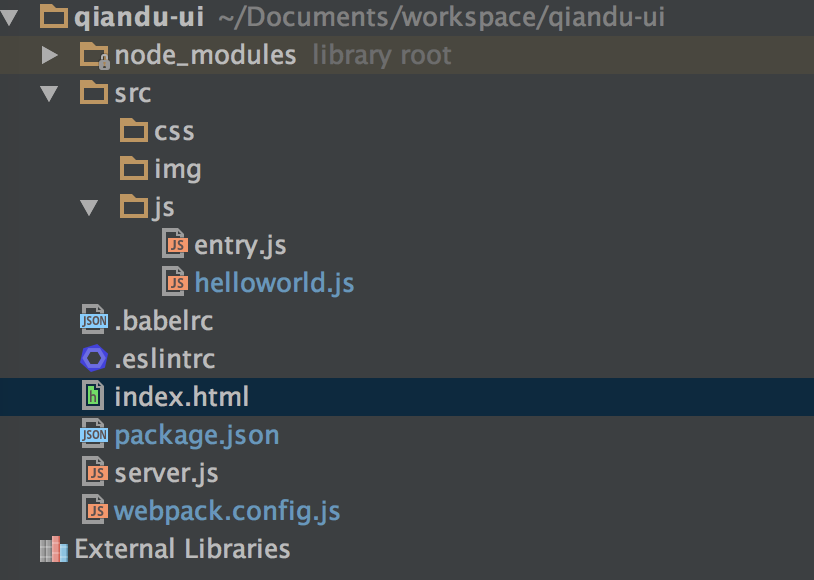 qiandu-ui ~/Documents/workspace/qiandu-ui
node_modules library root
src
css
img
js
JS entry.js
JS helloworld.js
JSON .babelrc
.eslintrc
h index.html
JSON package.json
JS server.js
JS webpack.config.js
External Libraries